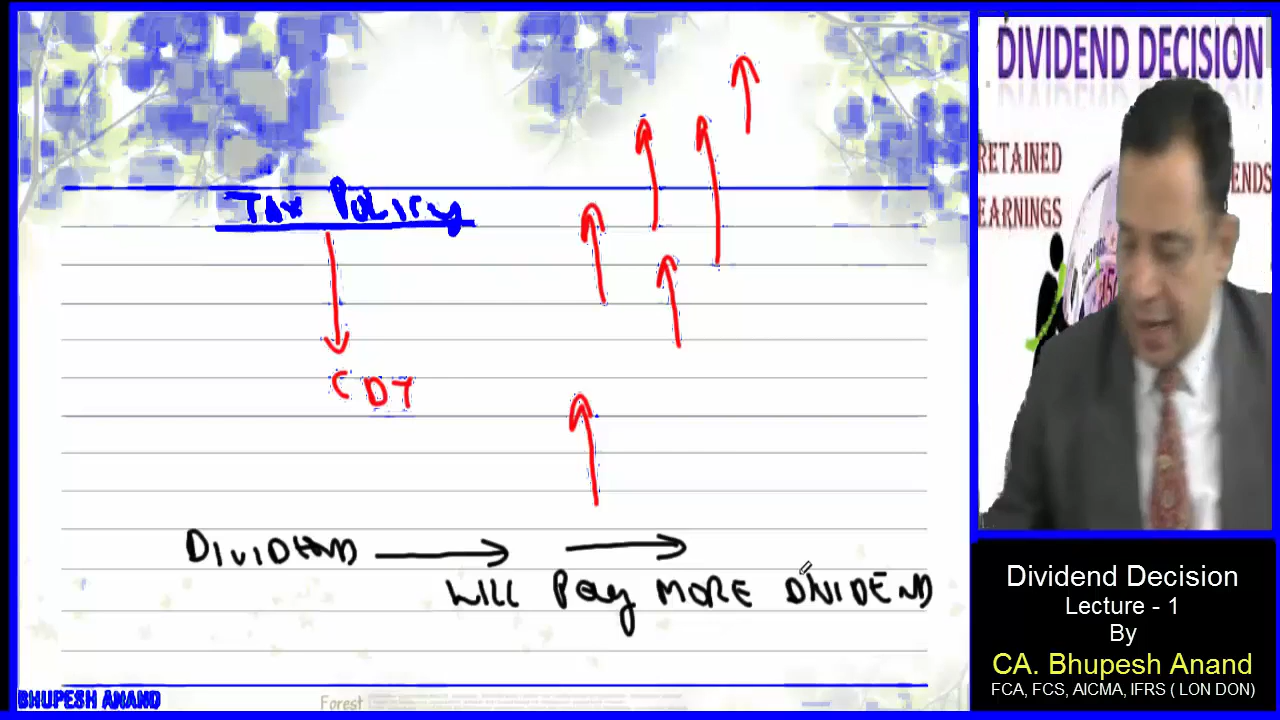 DIVIDEND DECISION
RETAINED
EARNINGS
ENDS
Tax Policy
CDT
DIVIDEND
WILL Pay MORE DIVIDEND
BHUPESH ANAND
Forest
Dividend Decision
Lecture - 1
By
CA. Bhupesh Anand
FCA, FCS, AICMA, IFRS ( LON DON)